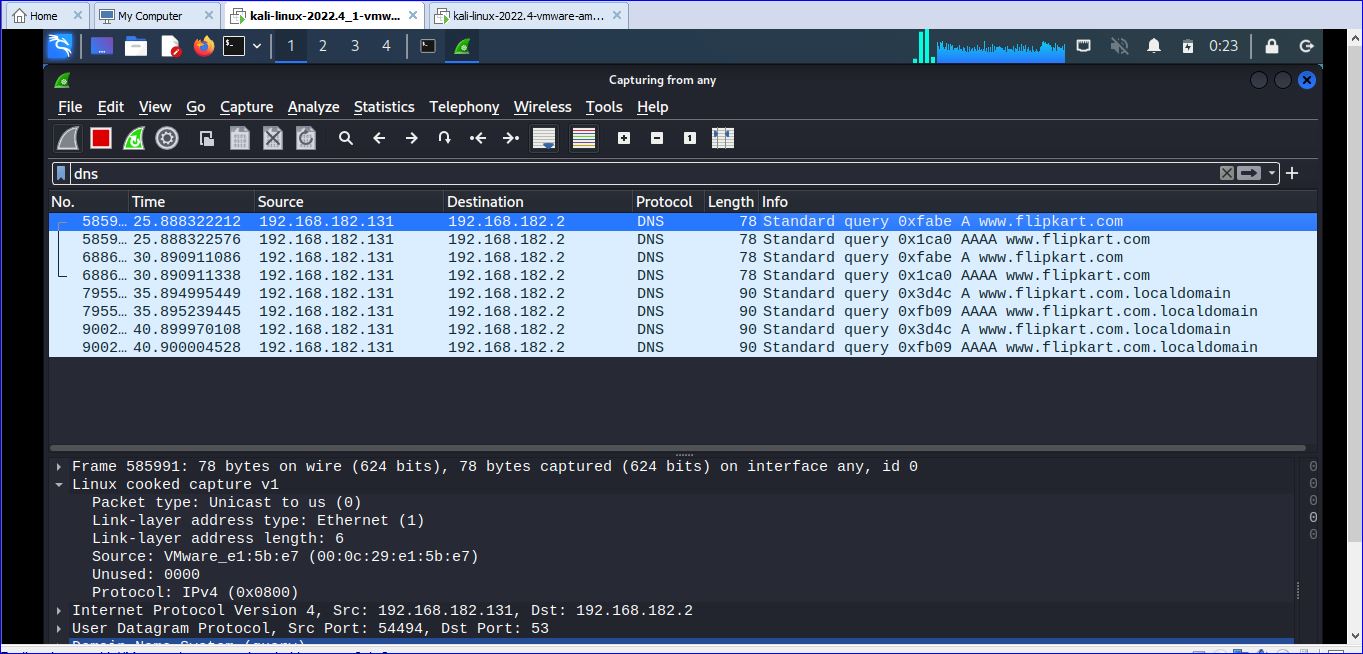 Home My Computer kali-linux-2022.4_1-vmw... kali-linux-2022.4-vmware-am...
1 2 3 4 0:23
Capturing from any
File Edit View Go Capture Analyze Statistics Telephony Wireless Tools Help
dns
No. Time Source Destination Protocol Length Info
5859… 25.888322212 192.168.182.131 192.168.182.2 DNS 78 Standard query 0xfabe A www.flipkart.com
5859… 25.888322576 192.168.182.131 192.168.182.2 DNS 78 Standard query 0x1ca0 AAAA www.flipkart.com
6886… 30.890911086 192.168.182.131 192.168.182.2 DNS 78 Standard query 0xfabe A www.flipkart.com
6886… 30.890911338 192.168.182.131 192.168.182.2 DNS 78 Standard query 0x1ca0 AAAA www.flipkart.com
7955… 35.894995449 192.168.182.131 192.168.182.2 DNS 90 Standard query 0x3d4c A www.flipkart.com.localdomain
7955… 35.895239445 192.168.182.131 192.168.182.2 DNS 90 Standard query 0xfb09 AAAA www.flipkart.com.localdomain
9002… 40.899970108 192.168.182.131 192.168.182.2 DNS 90 Standard query 0x3d4c A www.flipkart.com.localdomain
9002… 40.900004528 192.168.182.131 192.168.182.2 DNS 90 Standard query 0xfb09 AAAA www.flipkart.com.localdomain
Frame 585991: 78 bytes on wire (624 bits), 78 bytes captured (624 bits) on interface any, id 0
Linux cooked capture v1
Packet type: Unicast to us (0)
Link-layer address type: Ethernet (1)
Link-layer address length: 6
Source: VMware_e1:5b:e7 (00:0c:29:e1:5b:e7)
Unused: 0000
Protocol: IPv4 (0x0800)
Internet Protocol Version 4, Src: 192.168.182.131, Dst: 192.168.182.2
User Datagram Protocol, Src Port: 54494, Dst Port: 53
Domain Name System (query)
0
0
0
0
0